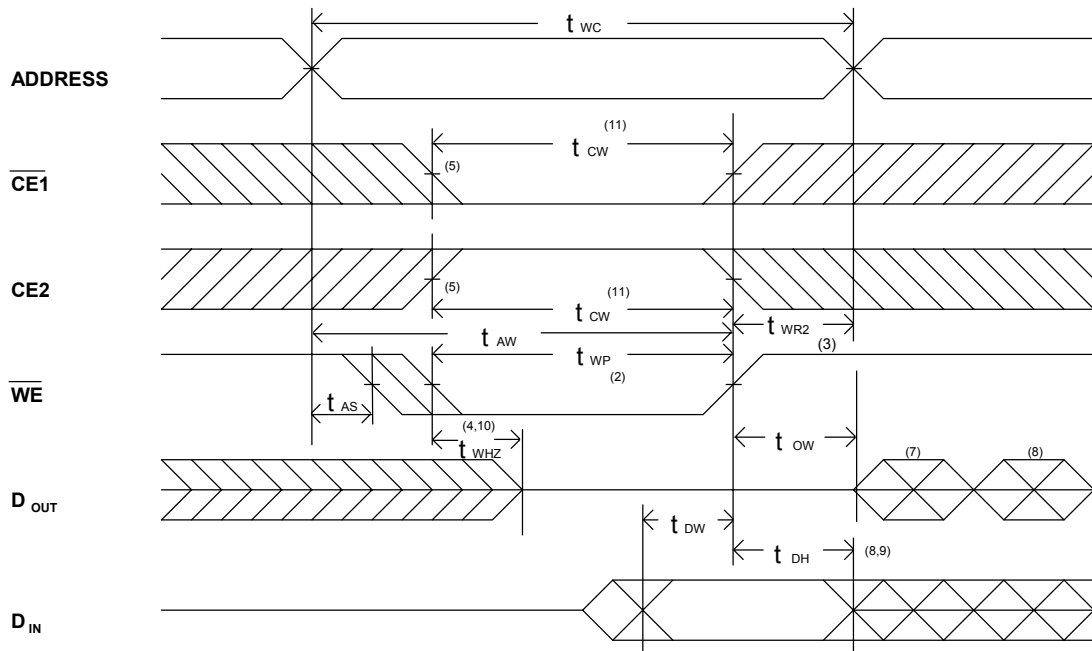 t WC
ADDRESS
(11)
t CW
CE1
(5)
CE2
(5)
(11)
t CW
t WR2
t AW
t WP
(3)
(2)
WE
t AS
(4,10)
t WHZ
t OW
(7)
(8)
D OUT
t DW
t DH
(8,9)
D IN